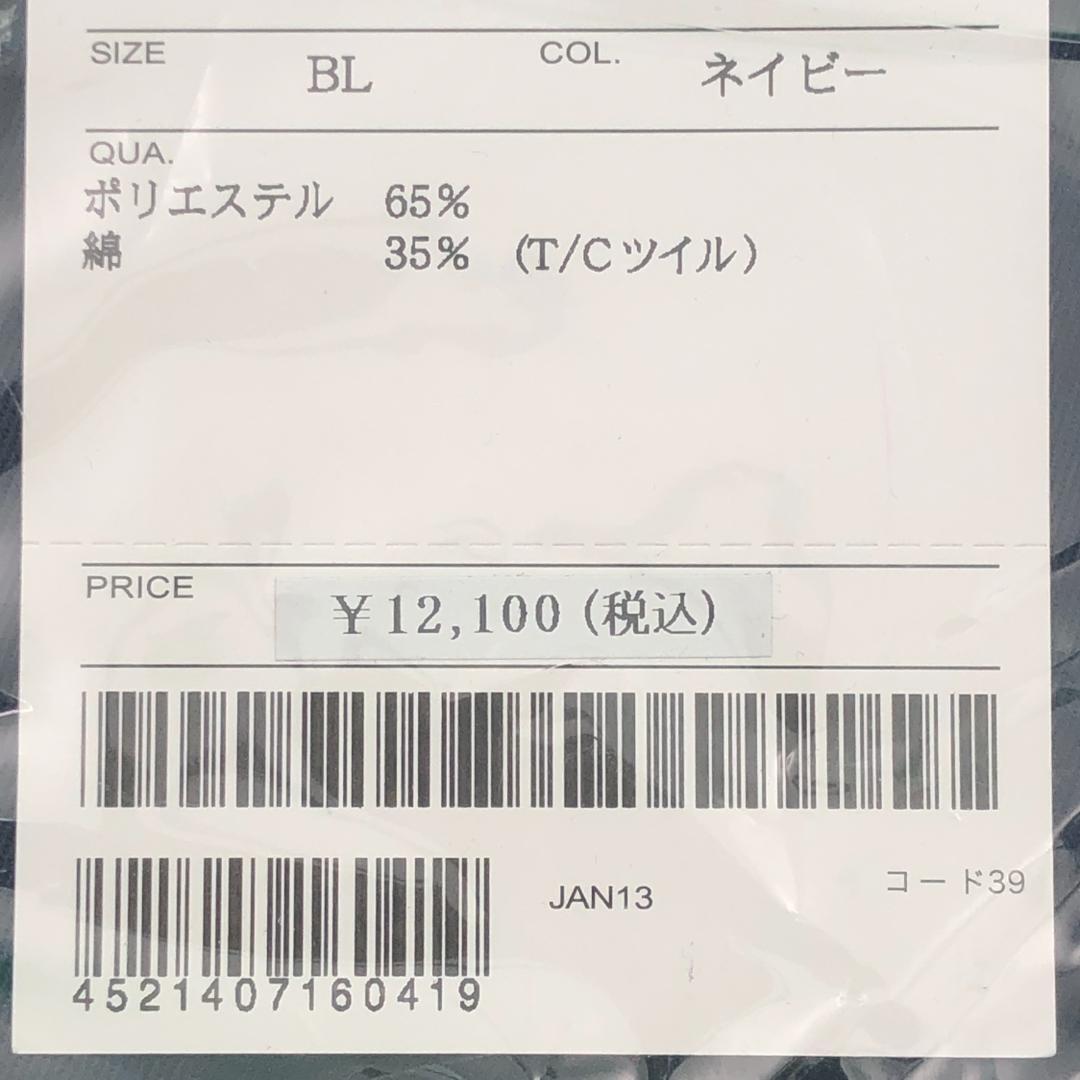 SIZE BL COL. ネイビー
QUA.
ポリエステル 65%
綿 35% (T/Cツイル)
PRICE ¥12,100(税込)
JAN13 コード39
4521407160419